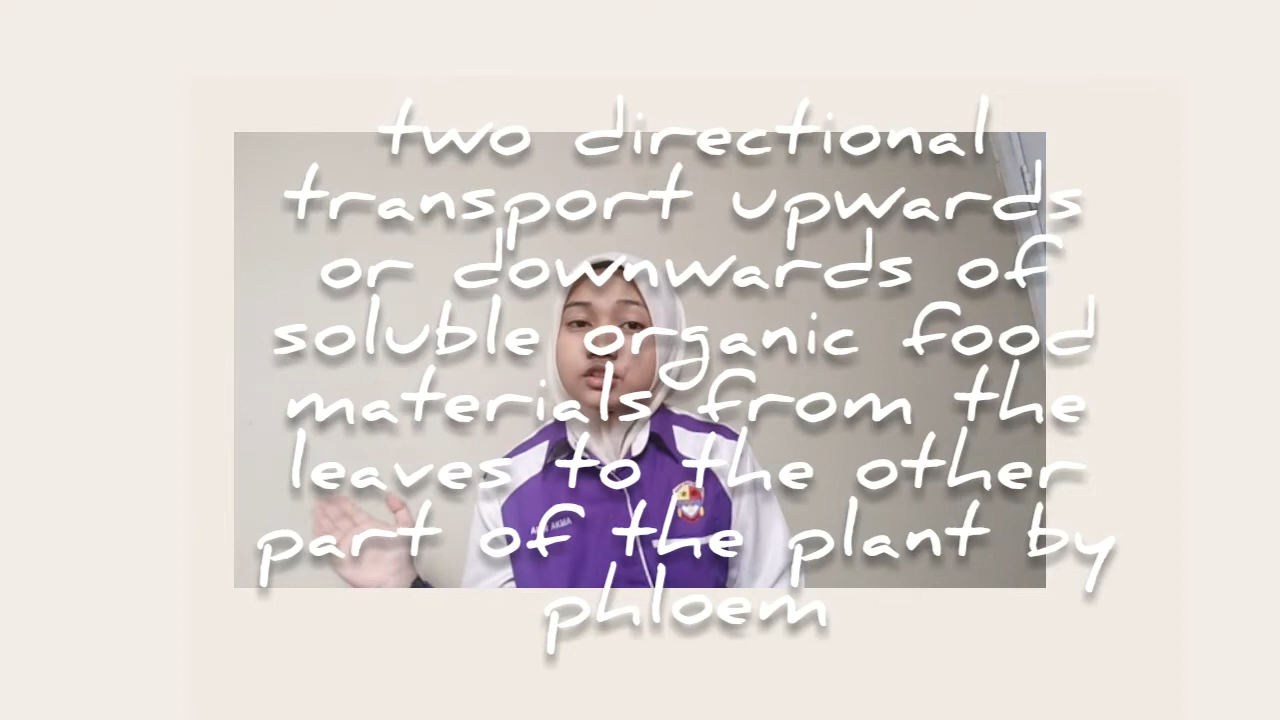 two directional
transport upwards
or downwards of
soluble organic food
materials from the
leaves to the other
part of the plant by
phloem